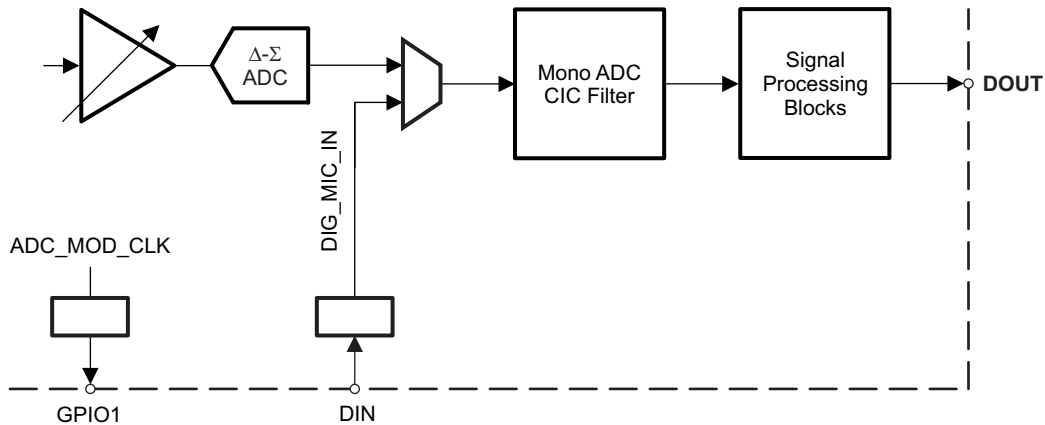 Δ-Σ
ADC
Mono ADC
CIC Filter
Signal
Processing
Blocks
DOUT
DIG_MIC_IN
ADC_MOD_CLK
GPIO1
DIN